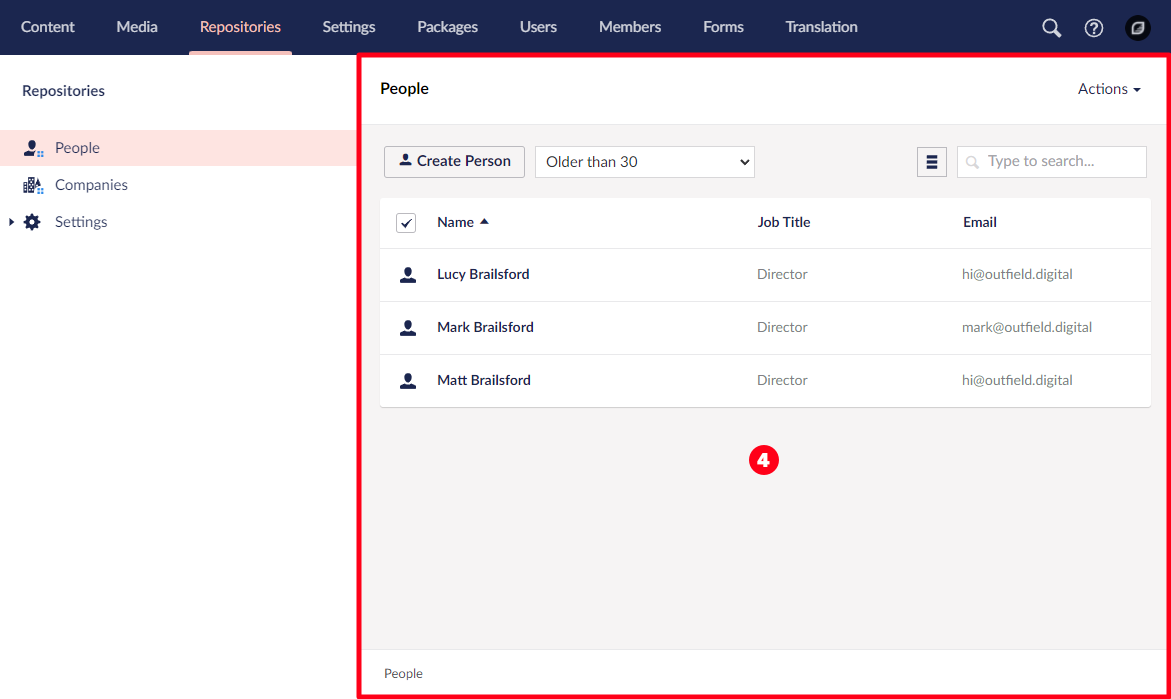 Content Media Repositories Settings Packages Users Members Forms Translation
Repositories
People
Companies
Settings
People
Actions
Create Person
Older than 30
Type to search...
Name Job Title Email
Lucy Brailsford Director hi@outfield.digital
Mark Brailsford Director mark@outfield.digital
Matt Brailsford Director hi@outfield.digital
4
People